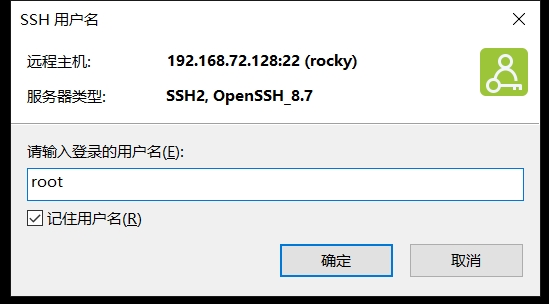 SSH 用户名
远程主机: 192.168.72.128:22 (rocky)
服务器类型: SSH2, OpenSSH_8.7
请输入登录的用户名(E):
root
记住用户名(R)
确定 取消